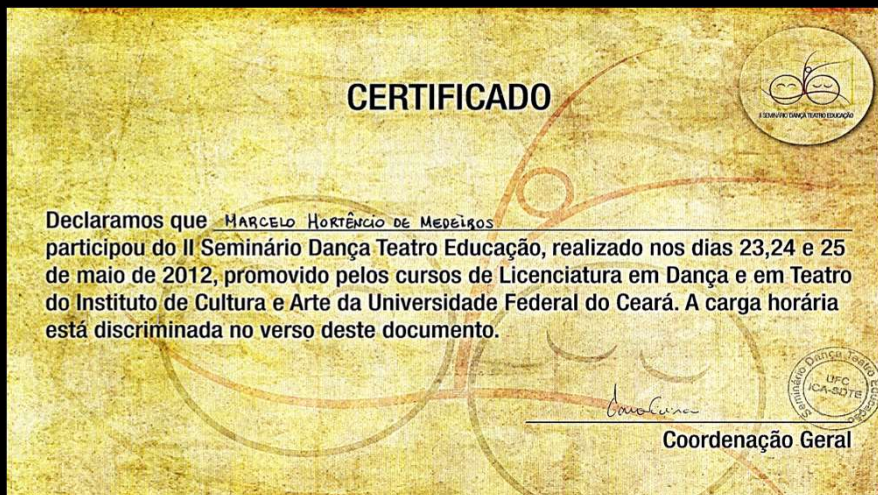 CERTIFICADO
II SEMINÁRIO DANÇA TEATRO EDUCAÇÃO
Declaramos que MARCELO HORTÊNCIO DE MEDEIROS
participou do II Seminário Dança Teatro Educação, realizado nos dias 23,24 e 25
de maio de 2012, promovido pelos cursos de Licenciatura em Dança e em Teatro
do Instituto de Cultura e Arte da Universidade Federal do Ceará. A carga horária
está discriminada no verso deste documento.
Seminário Dança Teatro Educação
UFC
ICA-SDTE
Coordenação Geral